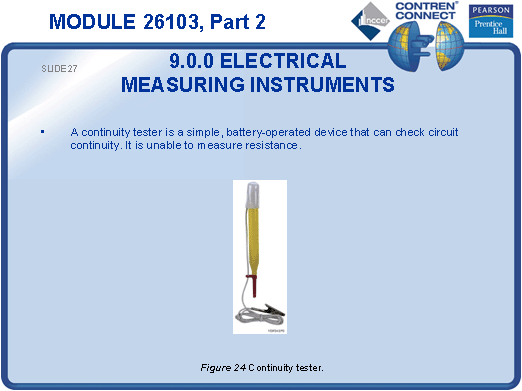 MODULE 26103, Part 2
nccer
CONTREN®
CONNECT
PEARSON
Prentice
Hall
SLIDE 27
9.0.0 ELECTRICAL
MEASURING INSTRUMENTS
• A continuity tester is a simple, battery-operated device that can check circuit
continuity. It is unable to measure resistance.
Figure 24 Continuity tester.